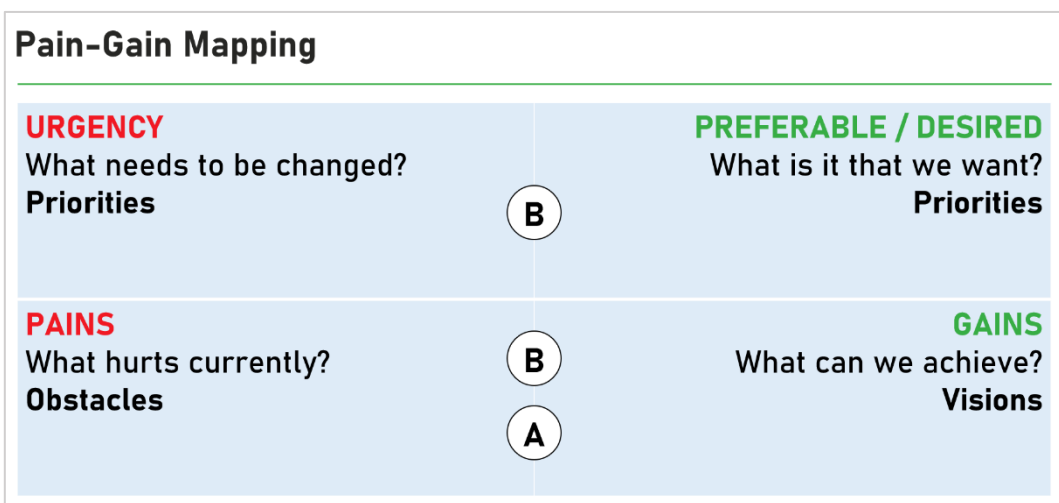 Pain-Gain Mapping
URGENCY
What needs to be changed?
Priorities
PREFERABLE / DESIRED
What is it that we want?
Priorities
B
PAINS
What hurts currently?
Obstacles
GAINS
What can we achieve?
Visions
B
A